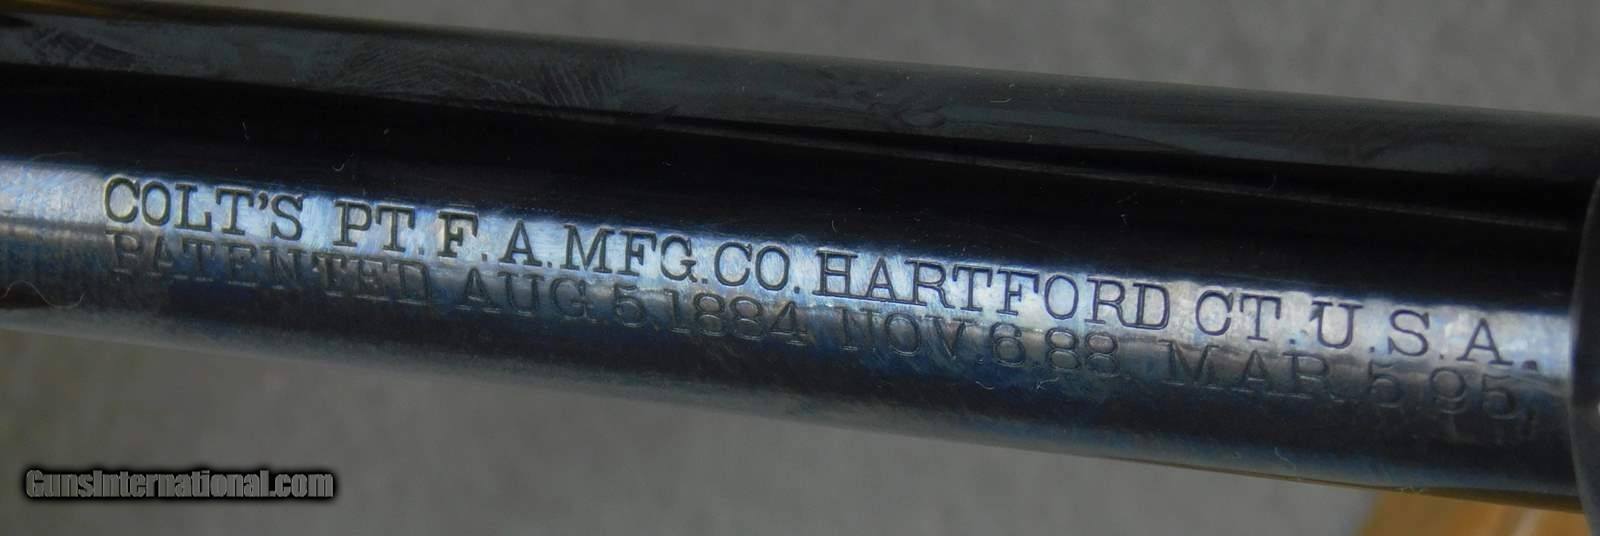 COLT'S PT. F. A. MFG. CO. HARTFORD CT. U.S.A.
PATENTED AUG. 5, 1884 NOV. 6.88. MAR. 5.95.
GunsInternational.com